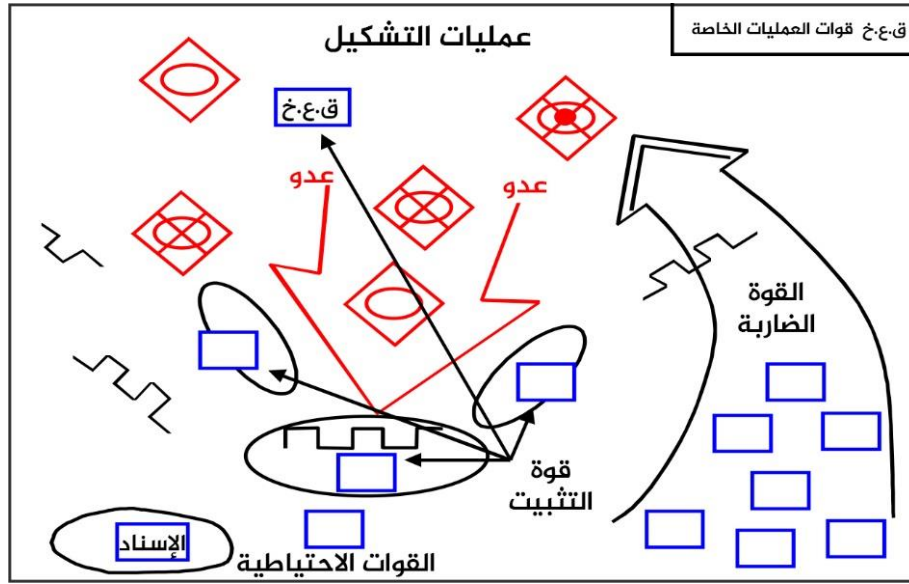 ق.ع.خ قوات العمليات الخاصة
عمليات التشكيل
ق.ع.خ
عدو
عدو
القوة
الضاربة
قوة
التثبيت
الإسناد
القوات الاحتياطية